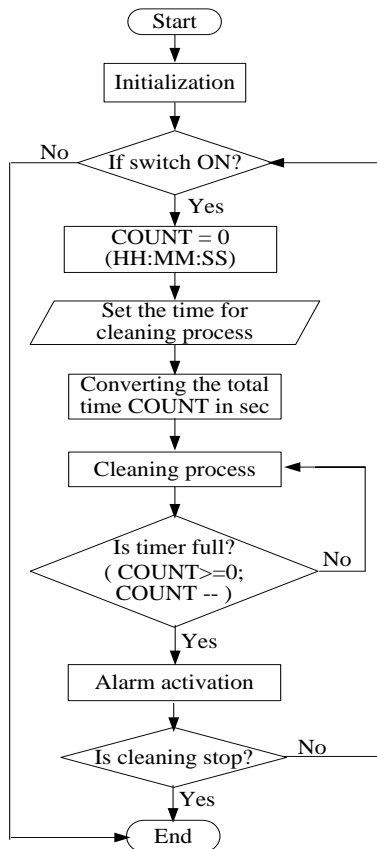 Start
Initialization
No
If switch ON?
Yes
COUNT = 0
(HH:MM:SS)
Set the time for
cleaning process
Converting the total
time COUNT in sec
Cleaning process
Is timer full?
( COUNT>=0;
COUNT -- )
No
Yes
Alarm activation
Is cleaning stop?
No
Yes
End